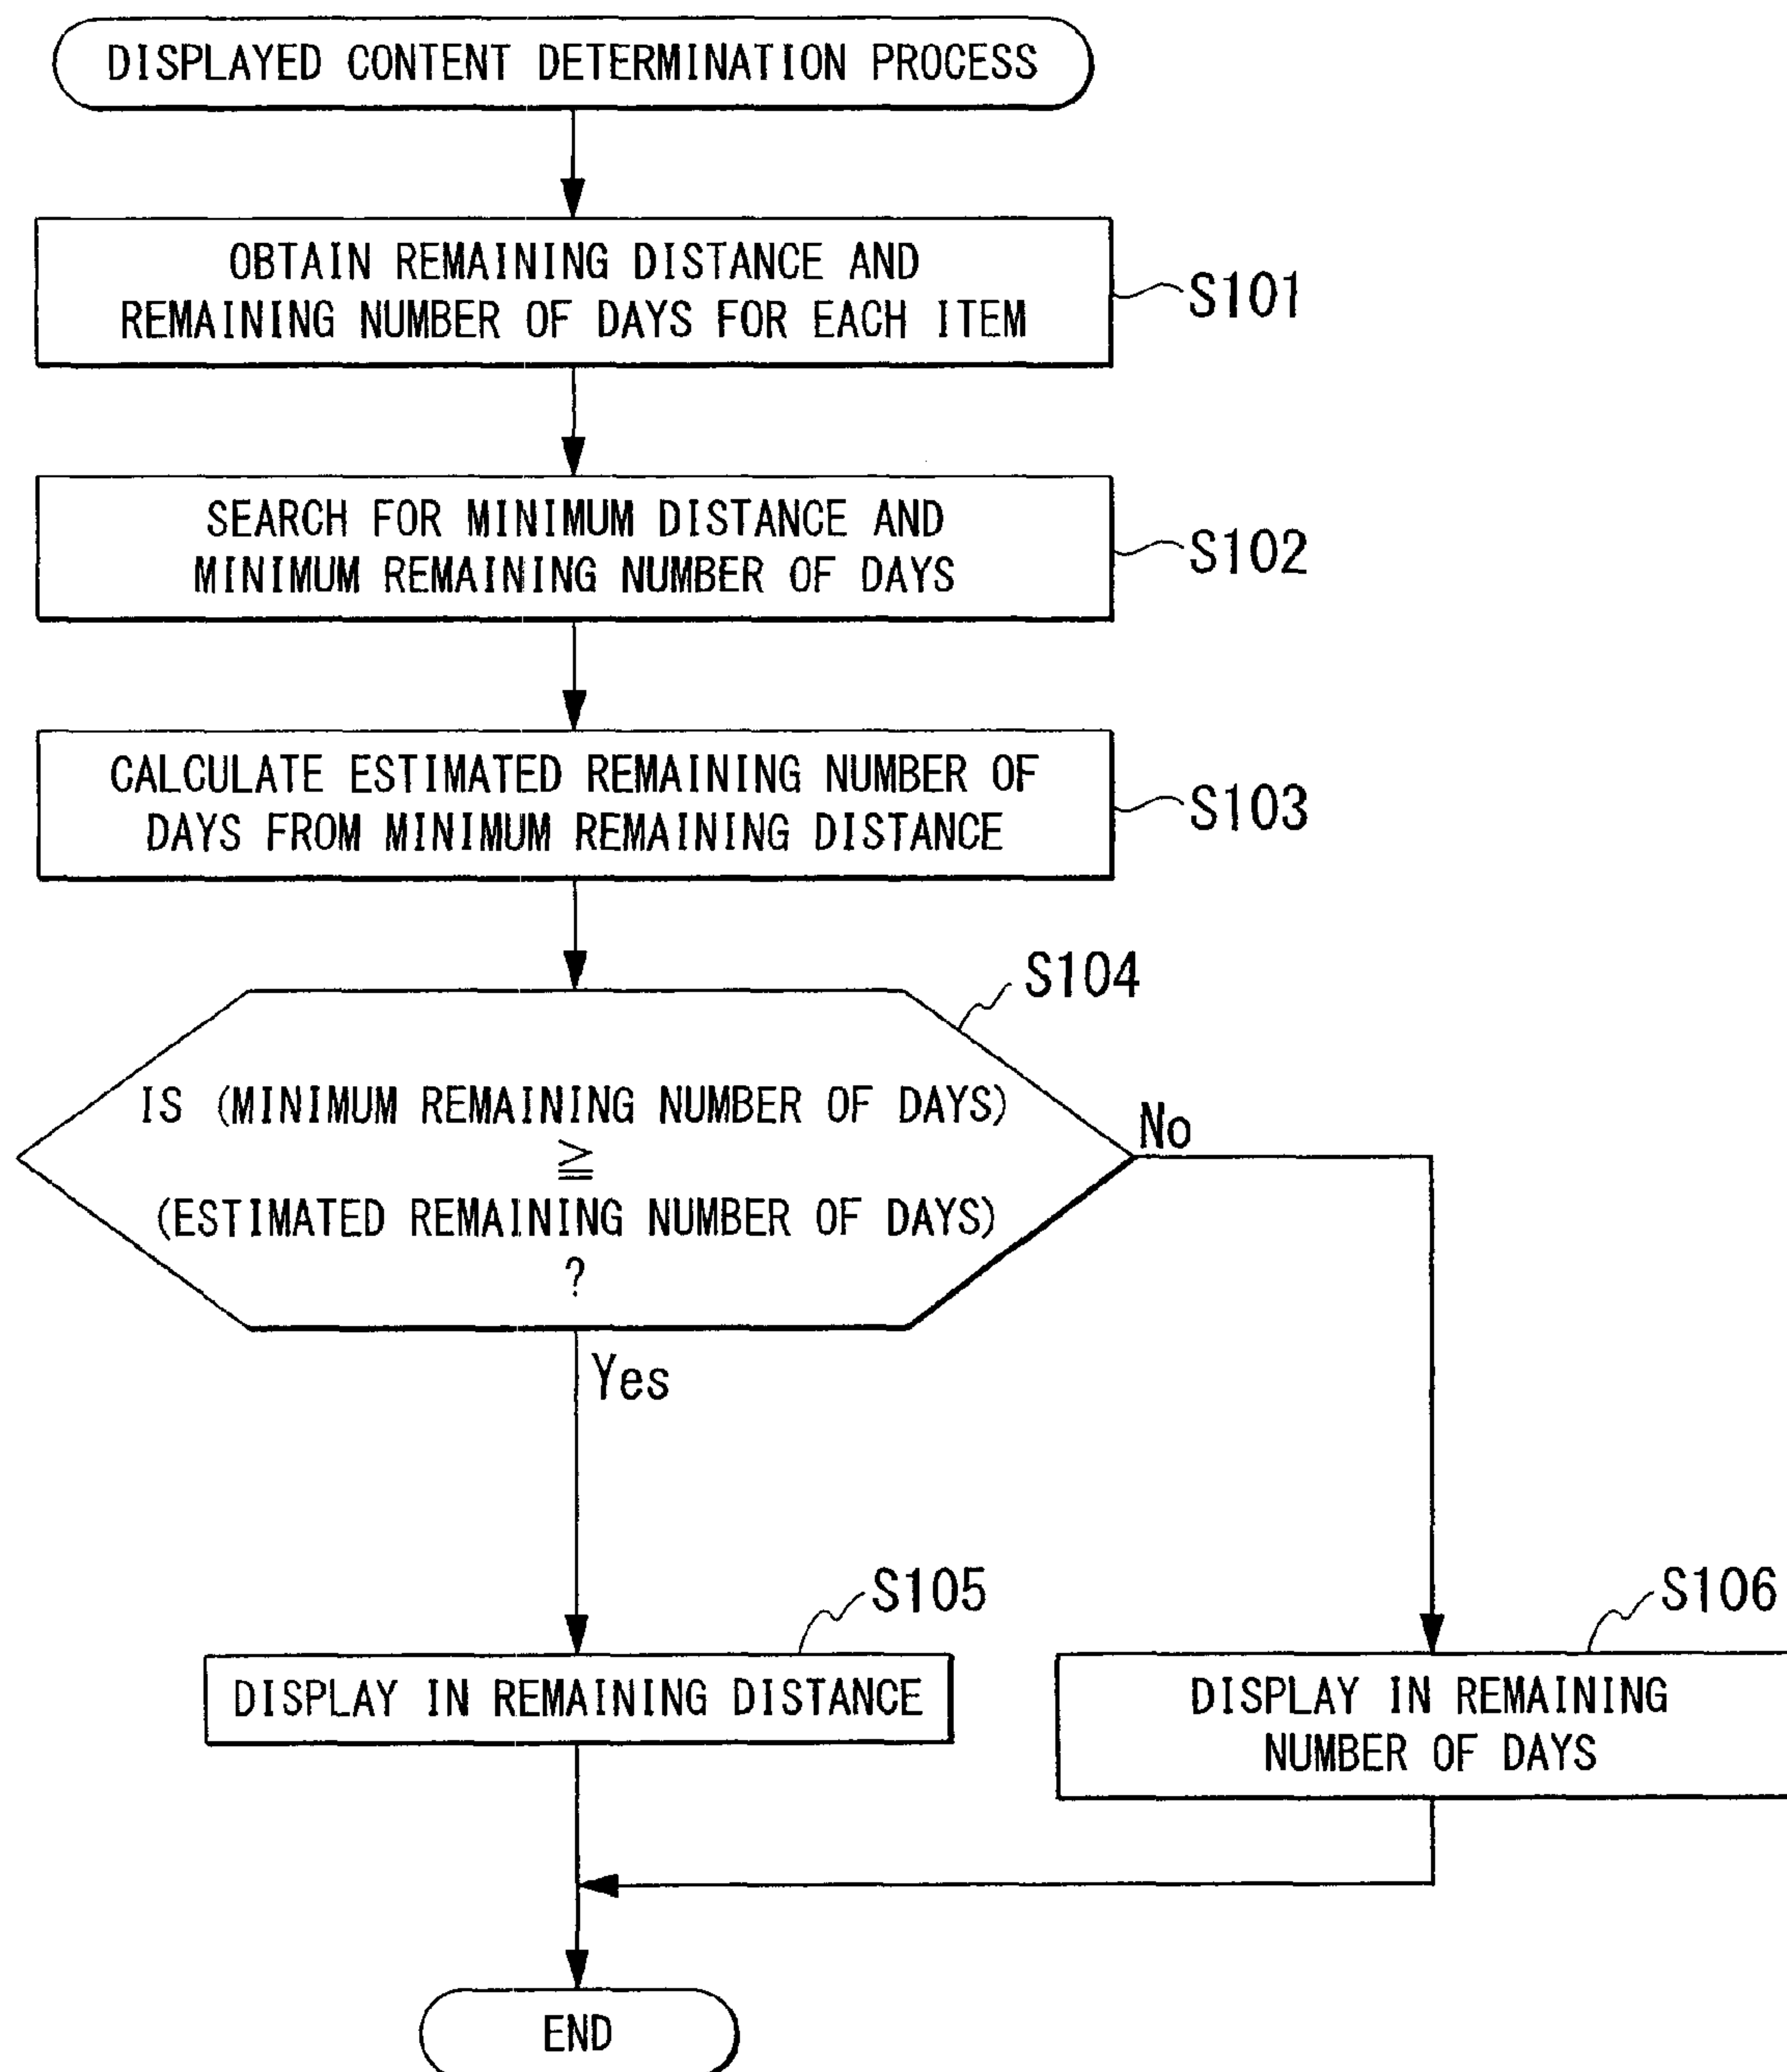 DISPLAYED CONTENT DETERMINATION PROCESS
OBTAIN REMAINING DISTANCE AND
REMAINING NUMBER OF DAYS FOR EACH ITEM
S101
SEARCH FOR MINIMUM DISTANCE AND
MINIMUM REMAINING NUMBER OF DAYS
S102
CALCULATE ESTIMATED REMAINING NUMBER OF
DAYS FROM MINIMUM REMAINING DISTANCE
S103
S104
IS (MINIMUM REMAINING NUMBER OF DAYS)
≧
(ESTIMATED REMAINING NUMBER OF DAYS)
?
No
Yes
S105
DISPLAY IN REMAINING DISTANCE
S106
DISPLAY IN REMAINING
NUMBER OF DAYS
END